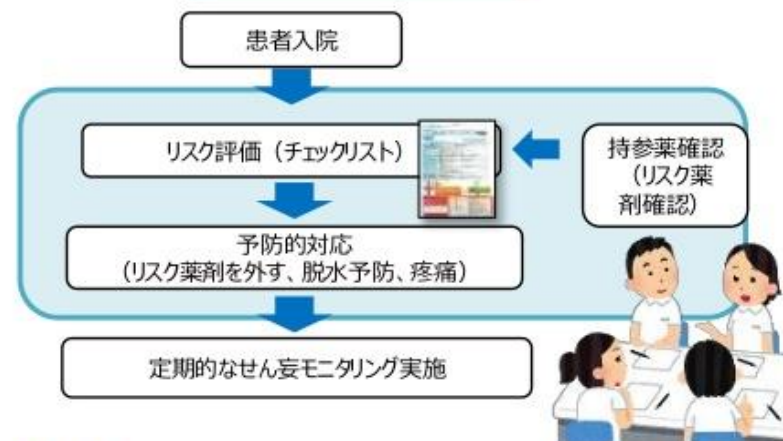 患者入院
リスク評価（チェックリスト）
持参薬確認
（リスク薬
剤確認）
予防的対応
（リスク薬剤を外す、脱水予防、疼痛）
定期的なせん妄モニタリング実施